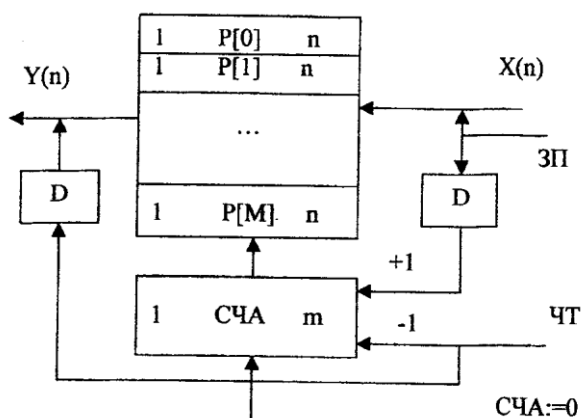 1 P[0] n
1 P[1] n
Y(n)
X(n)
...
ЗП
D
D
1 P[M]. n
+1
1 СЧА m
-1
ЧТ
СЧА:=0